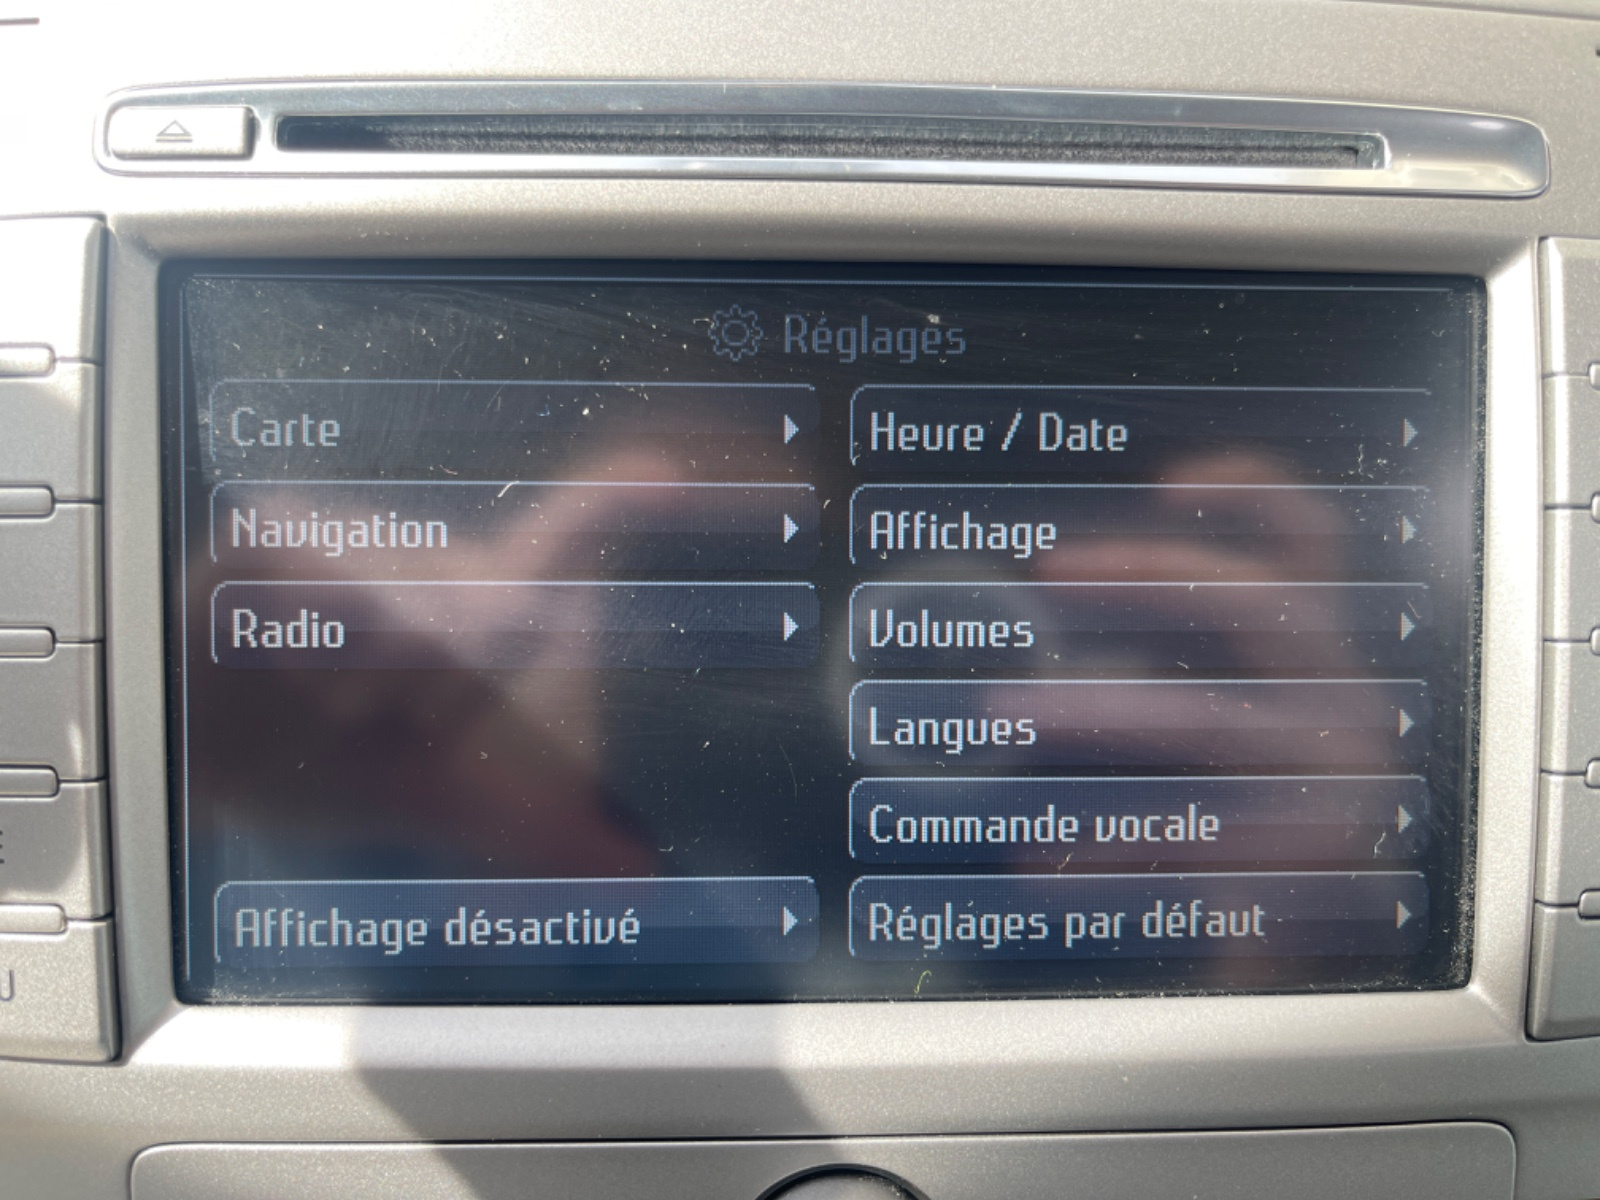 Réglages
Carte
Navigation
Radio
Affichage désactivé
Heure / Date
Affichage
Volumes
Langues
Commande vocale
Réglages par défaut